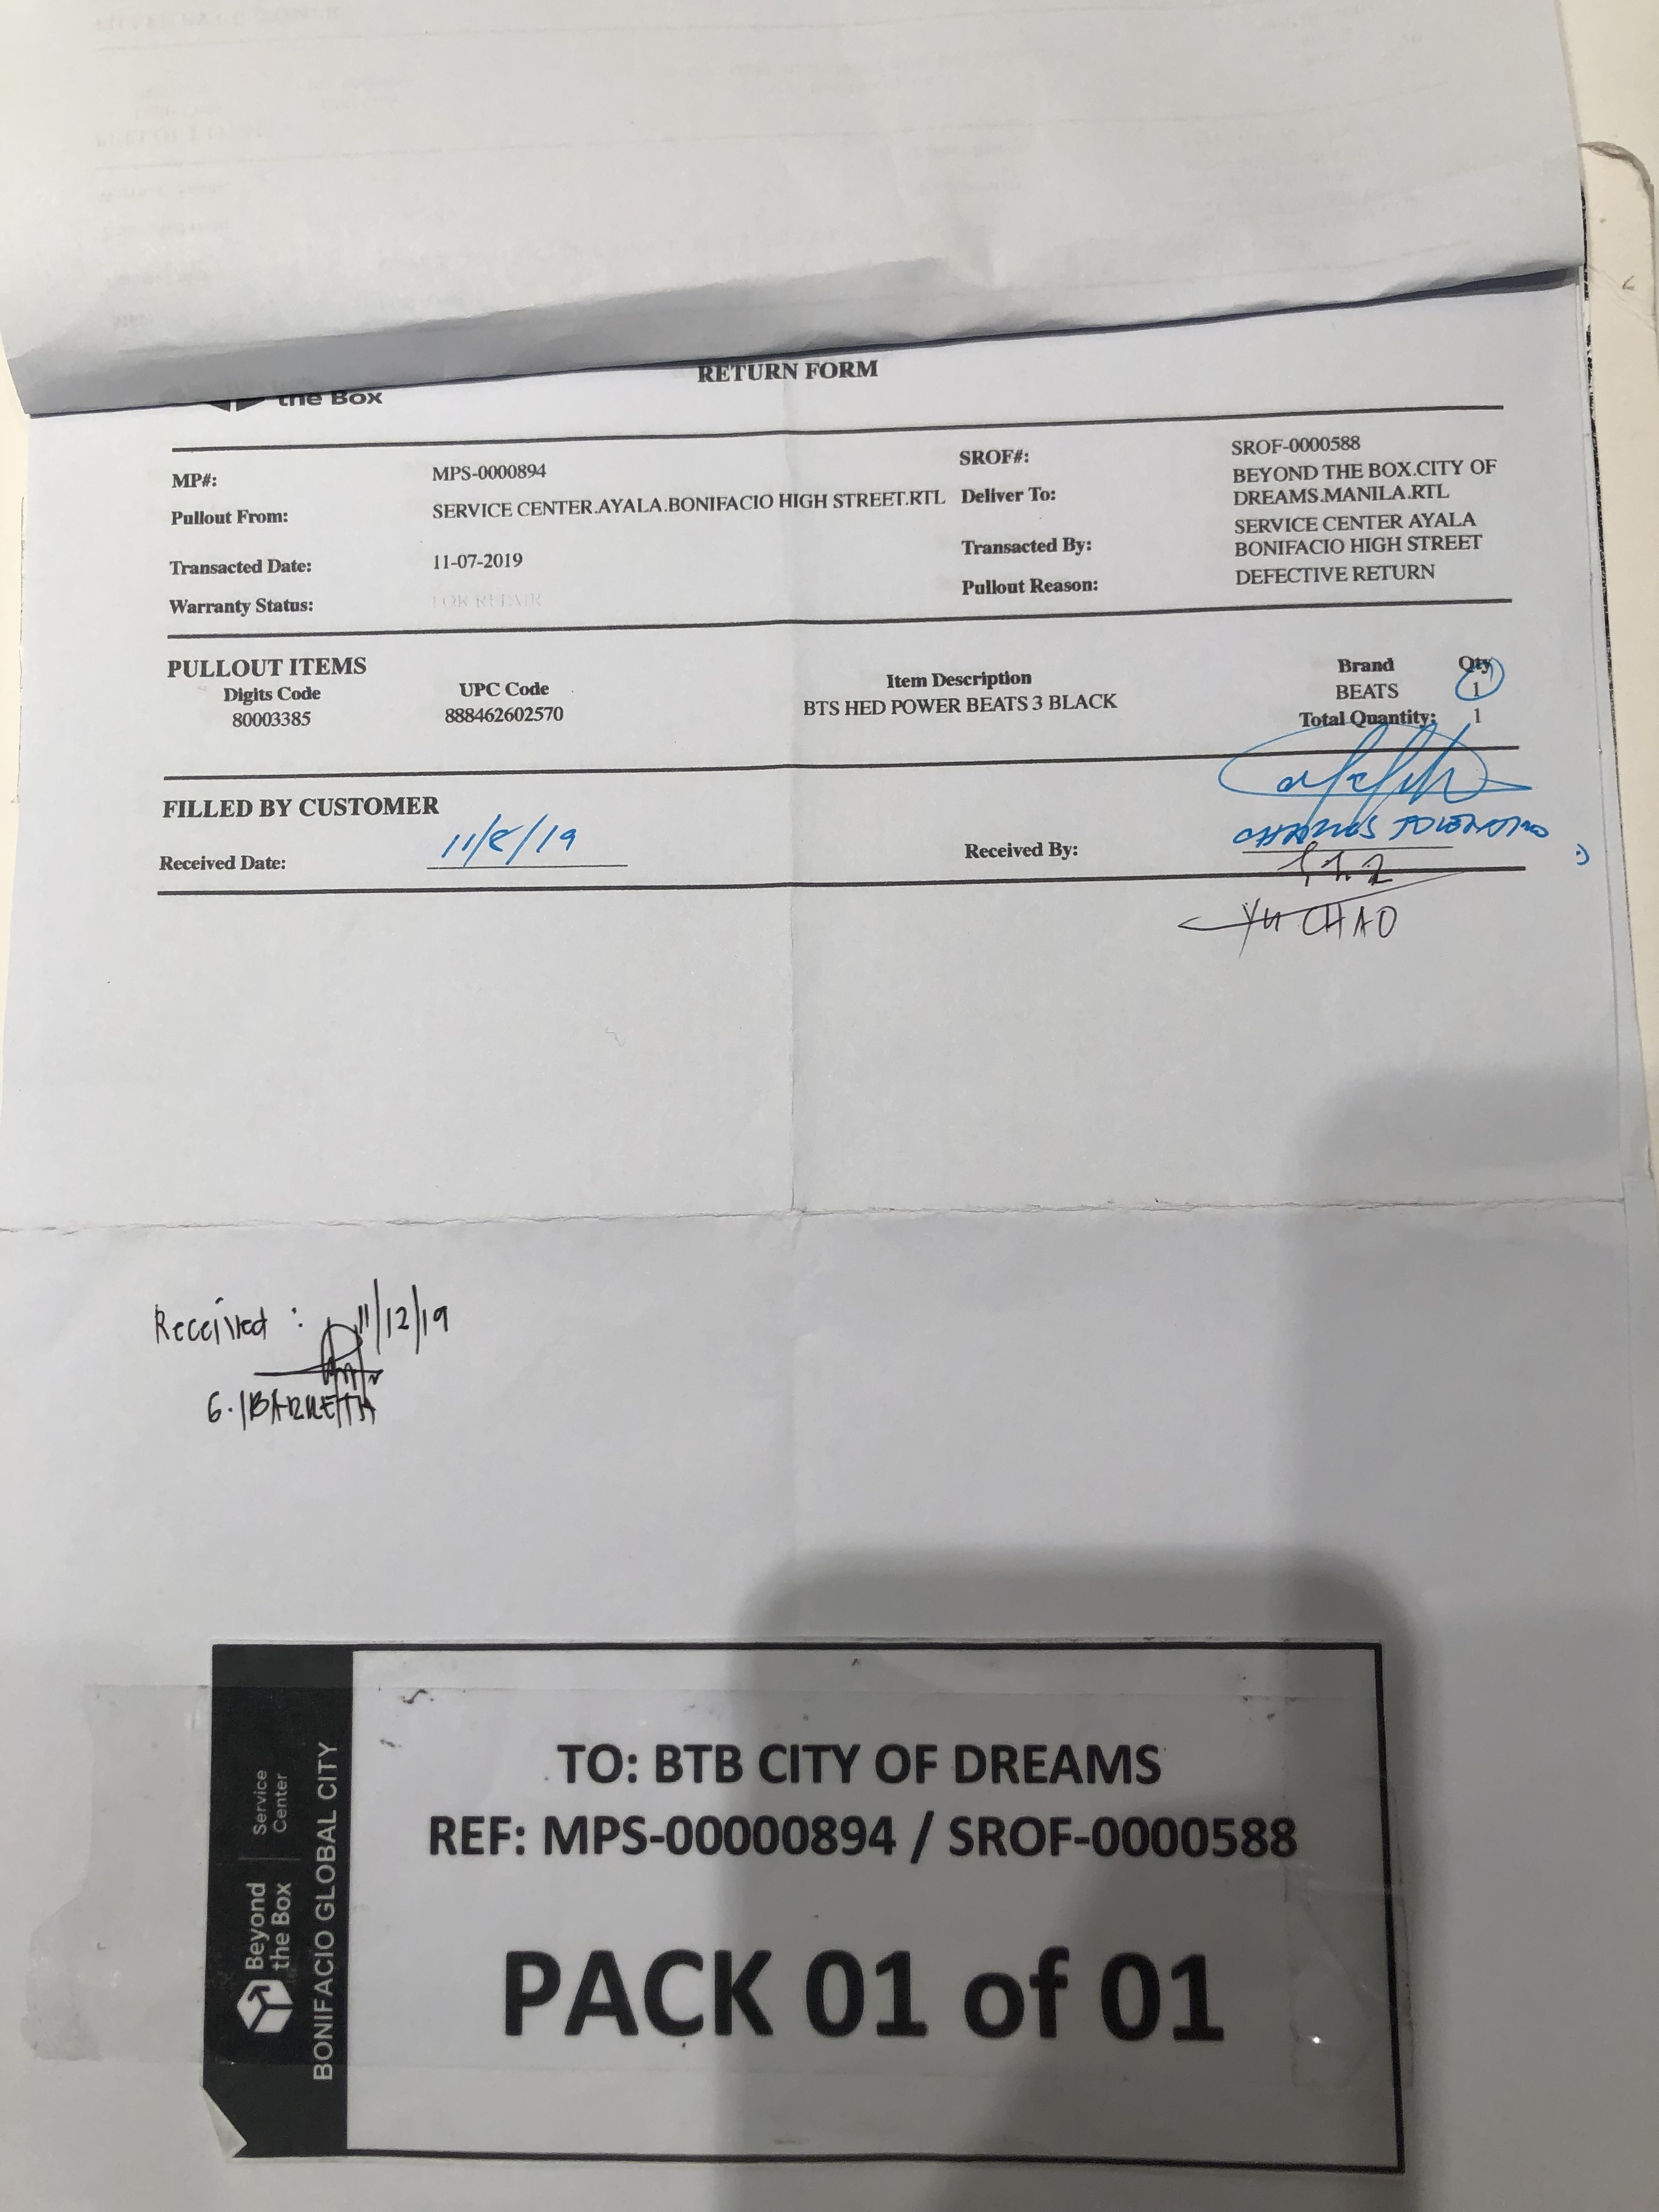 RETURN FORM
the Box
MP#: MPS-0000894
SROF#: SROF-0000588
Pullout From: SERVICE CENTER.AYALA.BONIFACIO HIGH STREET.RTL
Deliver To: BEYOND THE BOX.CITY OF
DREAMS.MANILA.RTL
Transacted Date: 11-07-2019
Transacted By: SERVICE CENTER AYALA
BONIFACIO HIGH STREET
Warranty Status: FOR REPAIR
Pullout Reason: DEFECTIVE RETURN
PULLOUT ITEMS
Digits Code UPC Code Item Description Brand Qty
80003385 888462602570 BTS HED POWER BEATS 3 BLACK BEATS 1
Total Quantity: 1
FILLED BY CUSTOMER
Received Date: 11/8/19
Received By:
YU CHAO
Received : 11/12/19
Beyond the Box Service Center
BONIFACIO GLOBAL CITY
TO: BTB CITY OF DREAMS
REF: MPS-00000894 / SROF-0000588
PACK 01 of 01